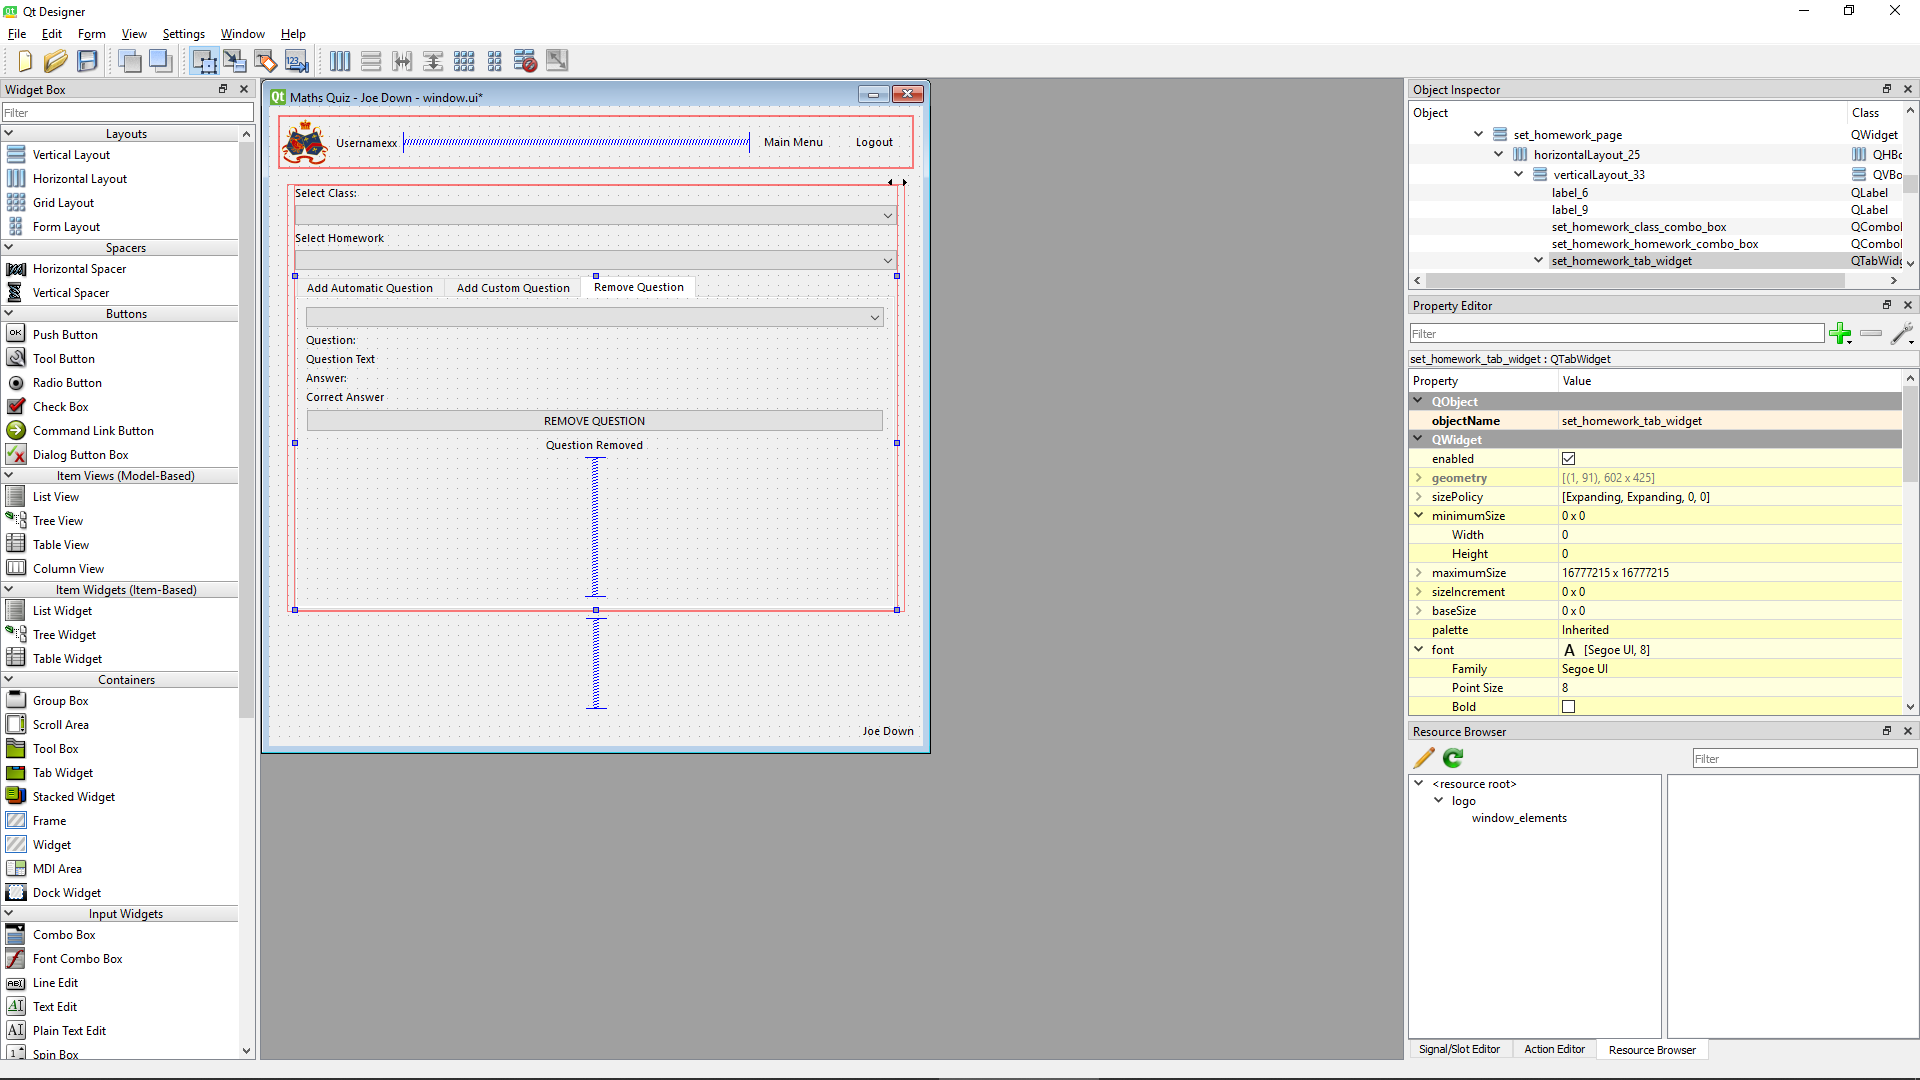 Qt Designer
File Edit Form View Settings Window Help
Widget Box
Filter
Layouts
Vertical Layout
Horizontal Layout
Grid Layout
Form Layout
Spacers
Horizontal Spacer
Vertical Spacer
Buttons
Push Button
Tool Button
Radio Button
Check Box
Command Link Button
Dialog Button Box
Item Views (Model-Based)
List View
Tree View
Table View
Column View
Item Widgets (Item-Based)
List Widget
Tree Widget
Table Widget
Containers
Group Box
Scroll Area
Tool Box
Tab Widget
Stacked Widget
Frame
Widget
MDI Area
Dock Widget
Input Widgets
Combo Box
Font Combo Box
Line Edit
Text Edit
Plain Text Edit
Spin Box
Maths Quiz - Joe Down - window.ui*
Usernamexx Main Menu Logout
Select Class:
Select Homework
Add Automatic Question Add Custom Question Remove Question
Question:
Question Text
Answer:
Correct Answer
REMOVE QUESTION
Question Removed
Joe Down
Object Inspector
Object Class
set_homework_page QWidget
horizontalLayout_25 QHBo
verticalLayout_33 QVBo
label_6 QLabel
label_9 QLabel
set_homework_class_combo_box QCombo
set_homework_homework_combo_box QCombo
set_homework_tab_widget QTabWidg
Property Editor
Filter
set_homework_tab_widget : QTabWidget
Property Value
QObject
objectName set_homework_tab_widget
QWidget
enabled
geometry [(1, 91), 602 x 425]
sizePolicy [Expanding, Expanding, 0, 0]
minimumSize 0 x 0
Width 0
Height 0
maximumSize 16777215 x 16777215
sizeIncrement 0 x 0
baseSize 0 x 0
palette Inherited
font A [Segoe UI, 8]
Family Segoe UI
Point Size 8
Bold
Resource Browser
Filter
<resource root>
logo
window_elements
Signal/Slot Editor Action Editor Resource Browser